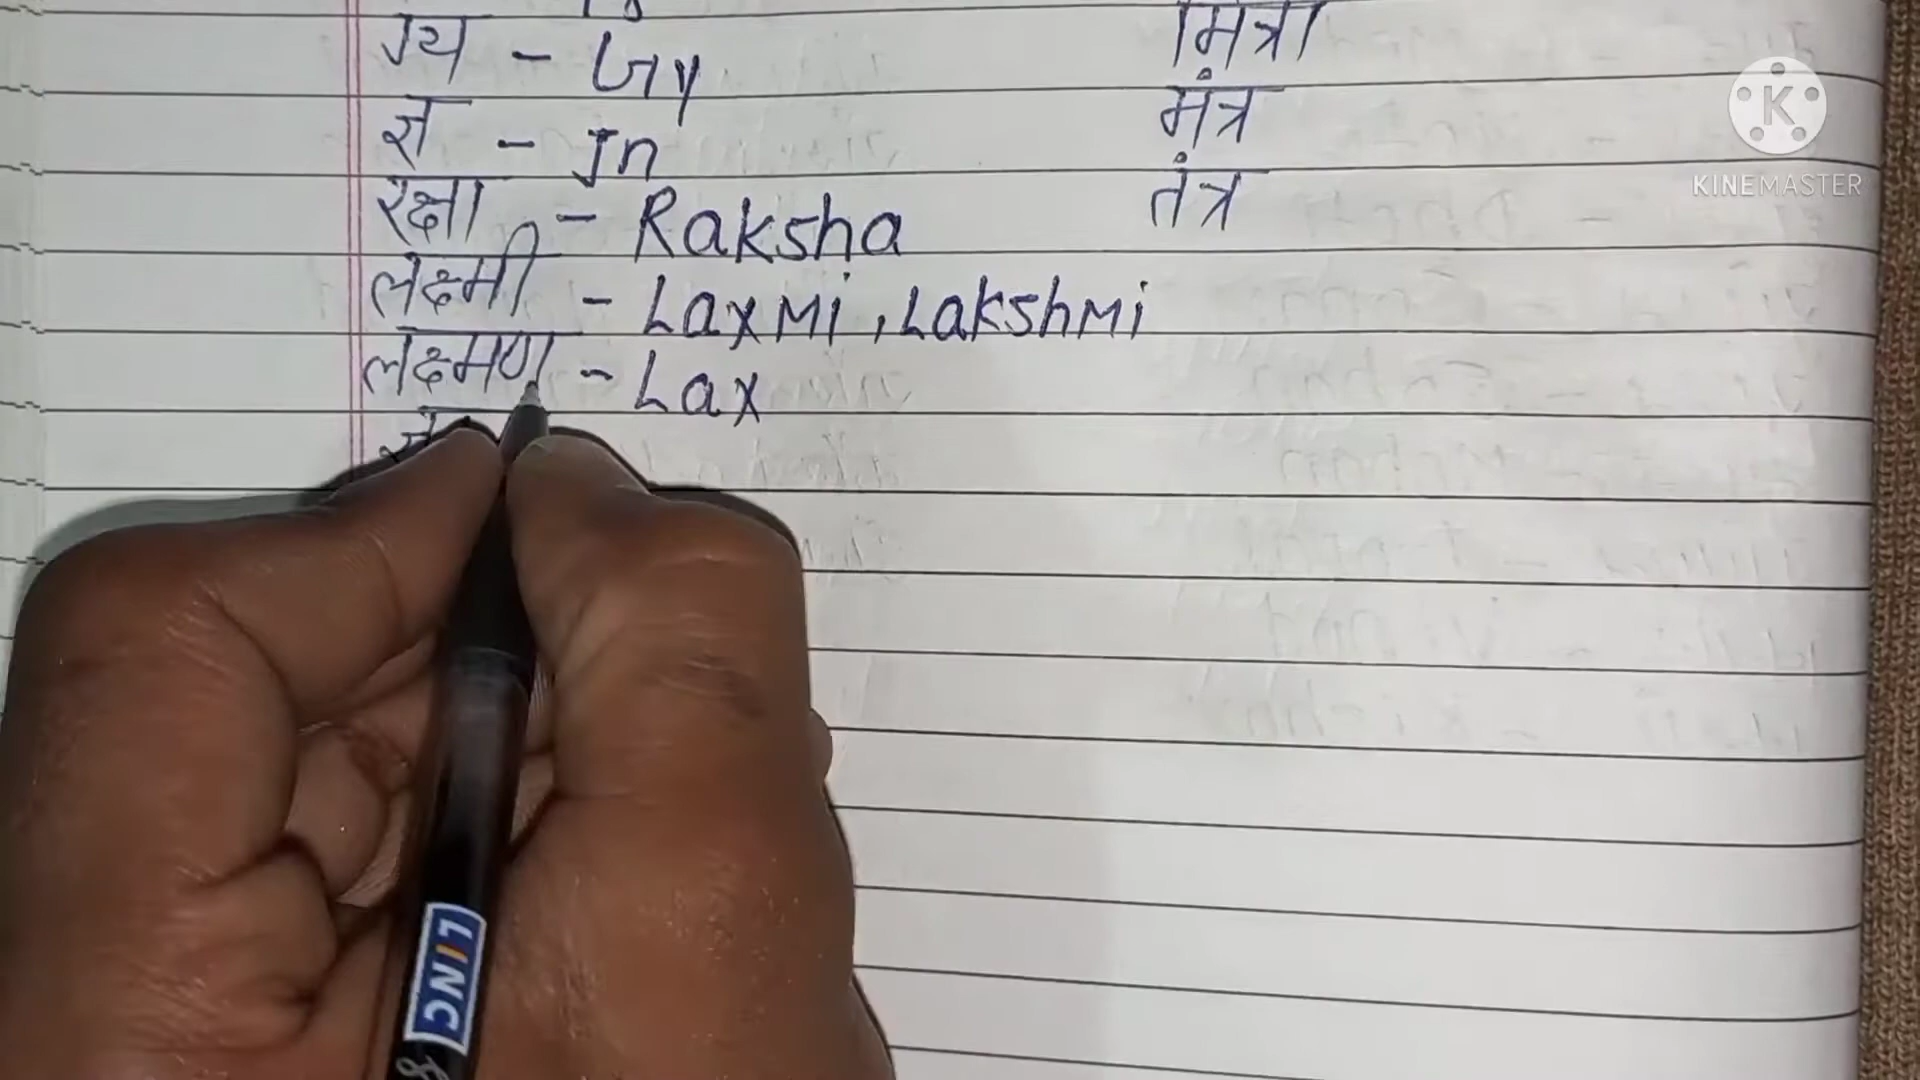 ग्य - Gy
ज्ञ - Jn
रक्षा - Raksha
लक्ष्मी - Laxmi, Lakshmi
लक्ष्मण - Lax
मित्रा
मंत्र
तंत्र
K
KINEMASTER
LINC